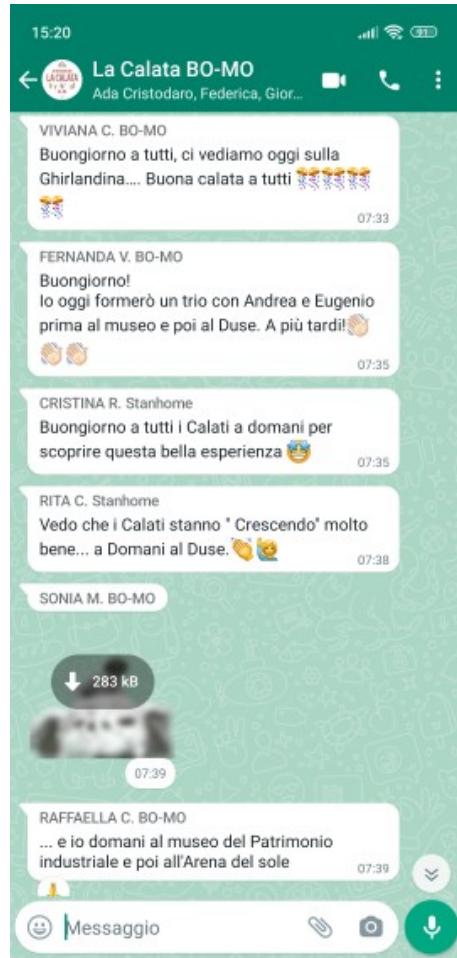 15:20
91
La Calata BO-MO
Ada Cristodaro, Federica, Gior...
VIVIANA C. BO-MO
Buongiorno a tutti, ci vediamo oggi sulla
Ghirlandina.... Buona calata a tutti 🎊🎊🎊🎊
🎊🎊
07:33
FERNANDA V. BO-MO
Buongiorno!
Io oggi formerò un trio con Andrea e Eugenio
prima al museo e poi al Duse. A più tardi!👏🏻
👏🏻👏🏻
07:35
CRISTINA R. Stanhome
Buongiorno a tutti i Calati a domani per
scoprire questa bella esperienza 🤩
07:35
RITA C. Stanhome
Vedo che i Calati stanno " Crescendo" molto
bene... a Domani al Duse.👏🙋
07:38
SONIA M. BO-MO
283 kB
07:39
RAFFAELLA C. BO-MO
... e io domani al museo del Patrimonio
industriale e poi all'Arena del sole
07:39
Messaggio